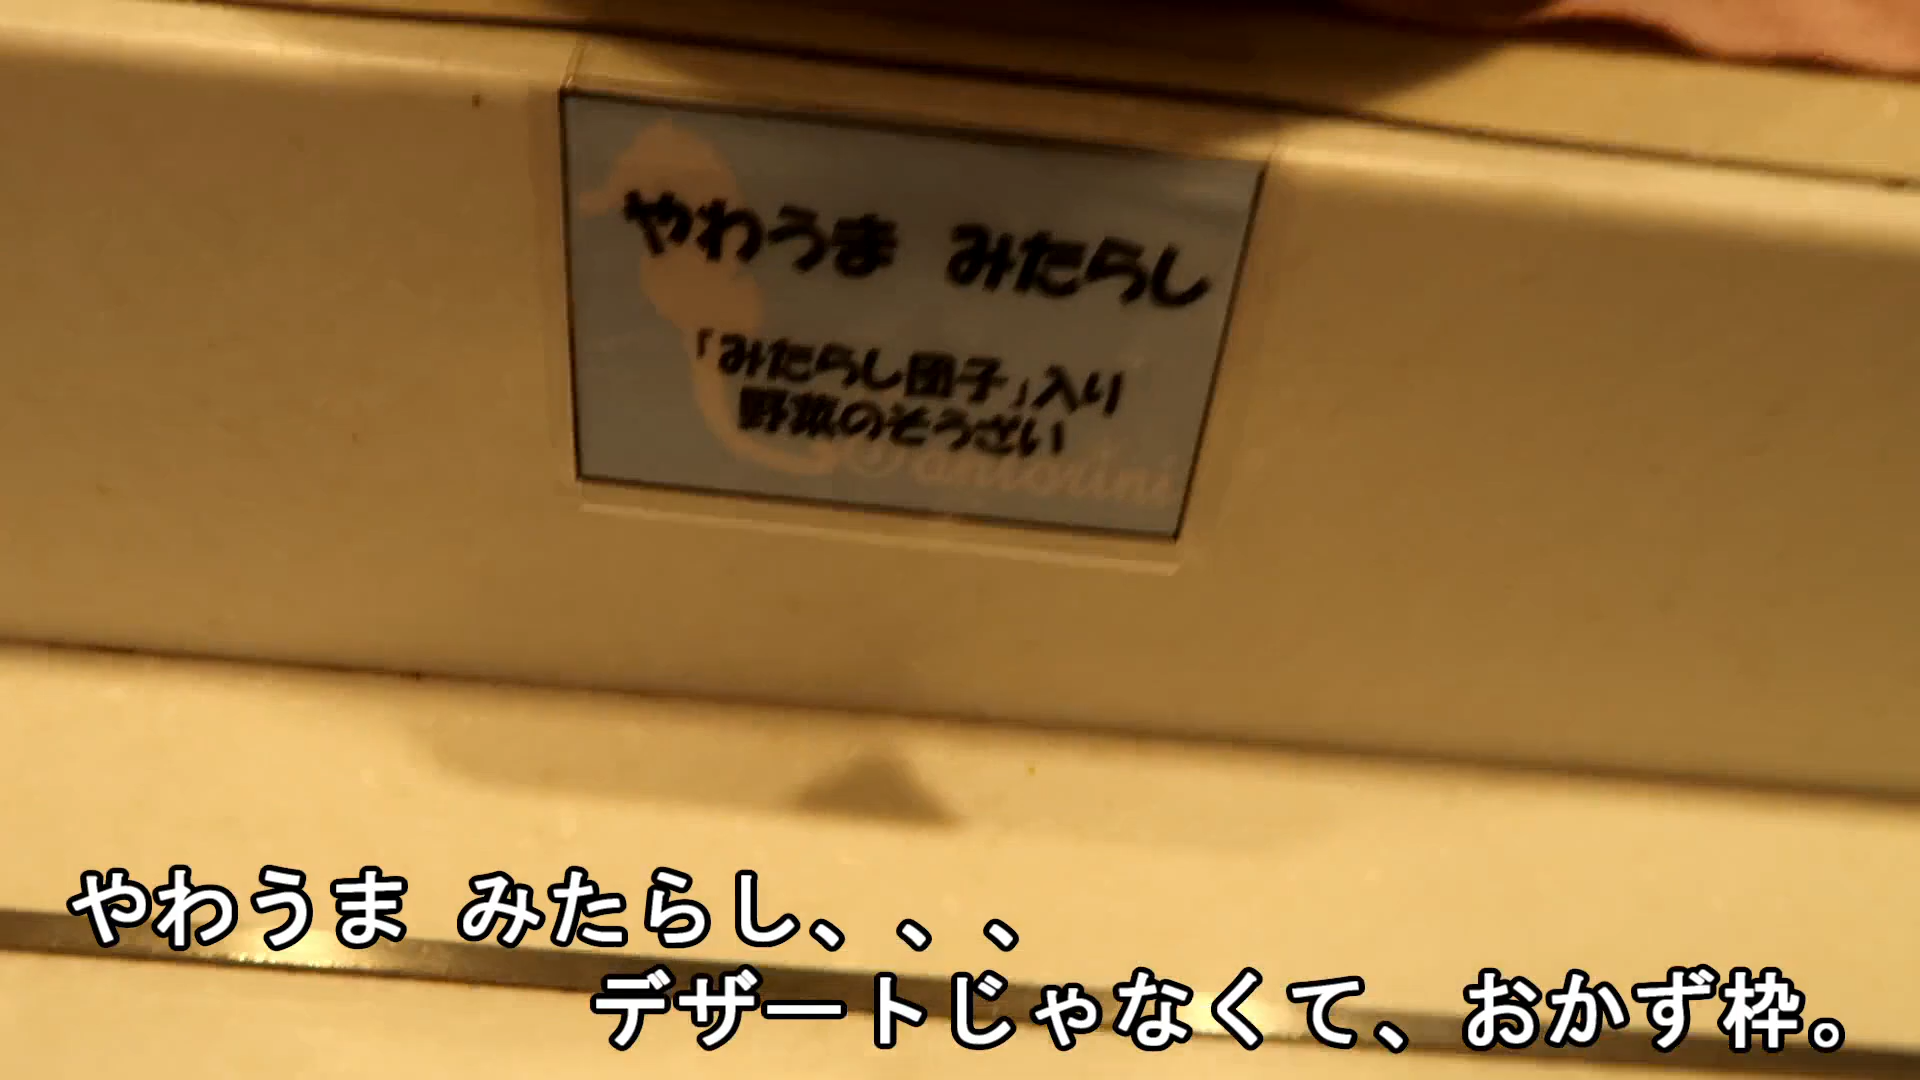 やわうま みたらし
「みたらし団子」入り
野菜のそうざい
Santorini
やわうま みたらし、、、
デザートじゃなくて、おかず枠。